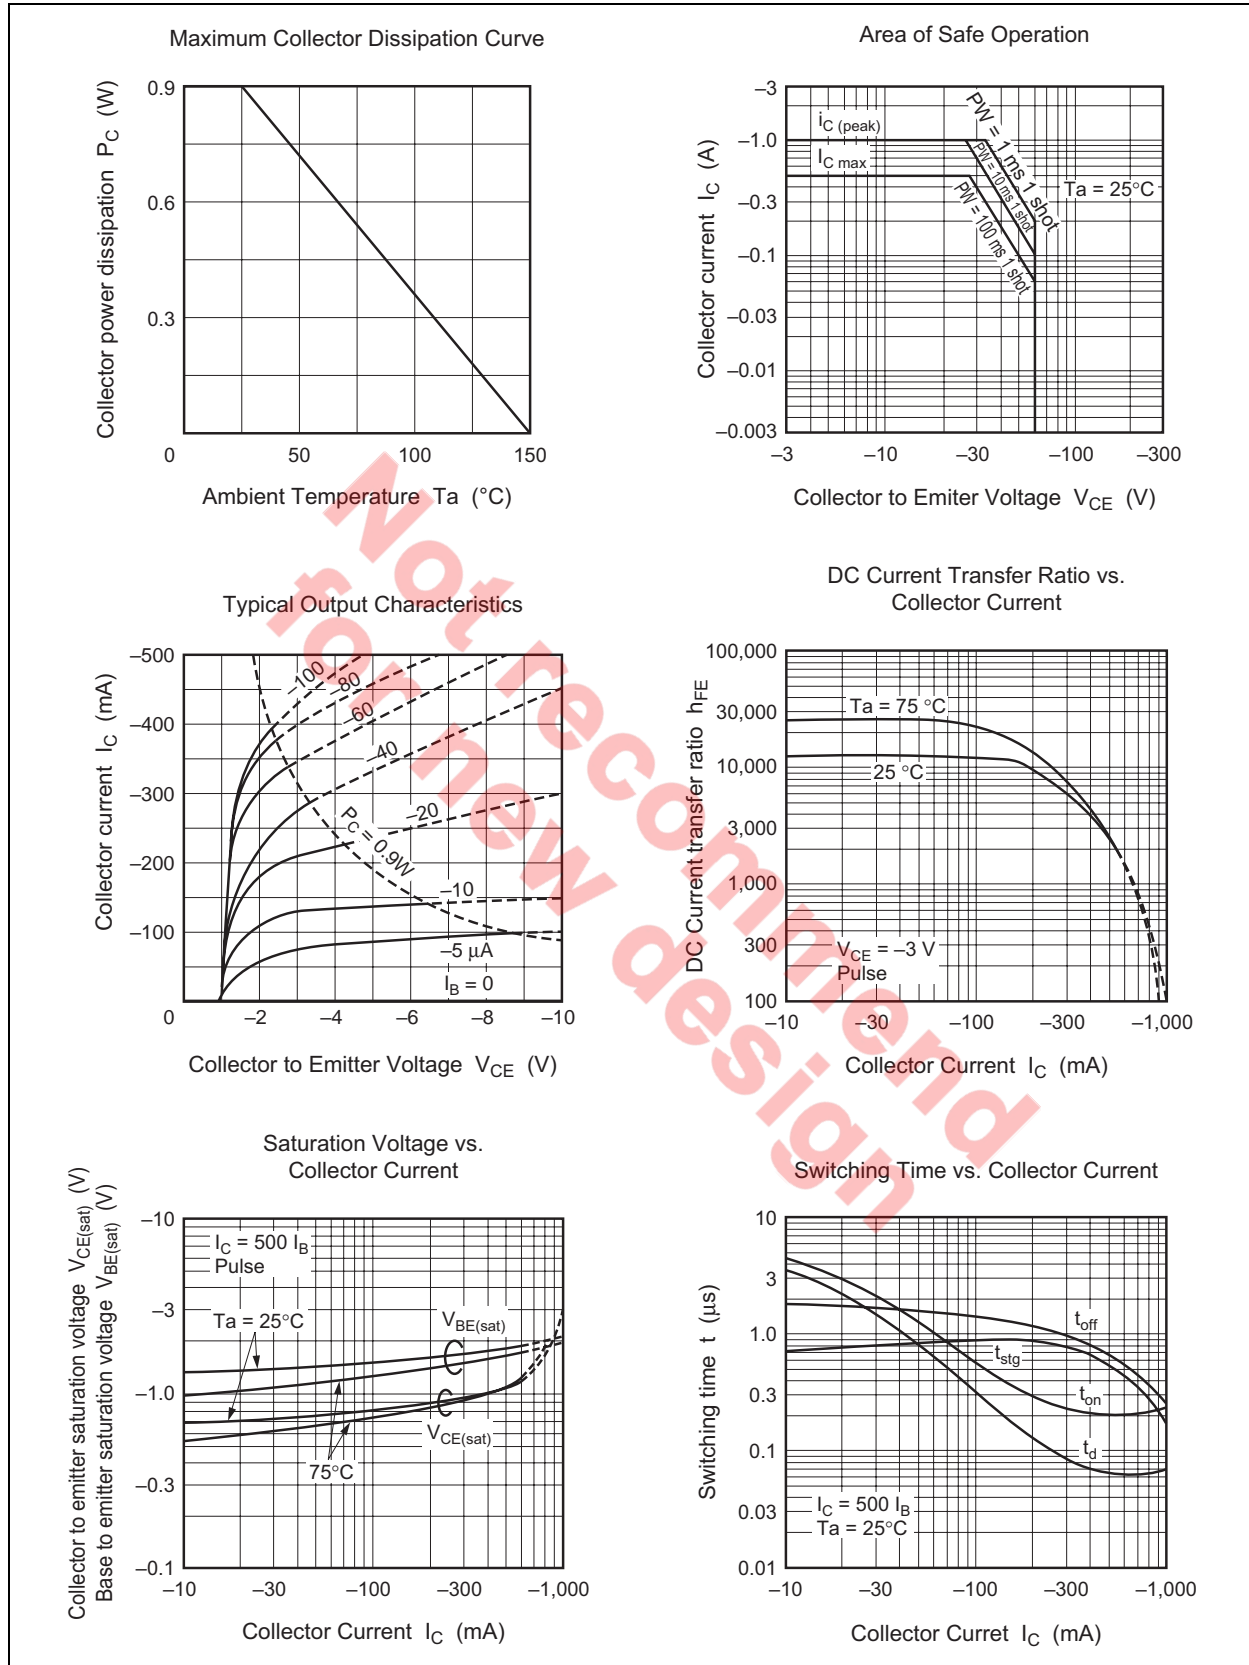 Maximum Collector Dissipation Curve
Collector power dissipation P_C (W)
0.9
0.6
0.3
0
50
100
150
Ambient Temperature Ta (°C)
Area of Safe Operation
Collector current I_C (A)
–3
–1.0
–0.3
–0.1
–0.03
–0.01
–0.003
i_C (peak)
I_C max
PW = 1 ms 1 shot
PW = 10 ms 1 shot
PW = 100 ms 1 shot
Ta = 25°C
–3
–10
–30
–100
–300
Collector to Emiter Voltage V_CE (V)
Typical Output Characteristics
Collector current I_C (mA)
–500
–400
–300
–200
–100
0
–100
–80
–60
–40
–20
–10
–5 μA
I_B = 0
P_C = 0.9W
–2
–4
–6
–8
–10
Collector to Emitter Voltage V_CE (V)
DC Current Transfer Ratio vs.
Collector Current
DC Current transfer ratio h_FE
100,000
30,000
10,000
3,000
1,000
300
100
Ta = 75 °C
25 °C
V_CE = –3 V
Pulse
–10
–30
–100
–300
–1,000
Collector Current I_C (mA)
Saturation Voltage vs.
Collector Current
Collector to emitter saturation voltage V_CE(sat) (V)
Base to emitter saturation voltage V_BE(sat) (V)
–10
–3
–1.0
–0.3
–0.1
I_C = 500 I_B
Pulse
Ta = 25°C
V_BE(sat)
V_CE(sat)
75°C
–10
–30
–100
–300
–1,000
Collector Current I_C (mA)
Switching Time vs. Collector Current
Switching time t (μs)
10
3
1.0
0.3
0.1
0.03
0.01
t_off
t_stg
t_on
t_d
I_C = 500 I_B
Ta = 25°C
–10
–30
–100
–300
–1,000
Collector Curret I_C (mA)
Not recommend
for new design